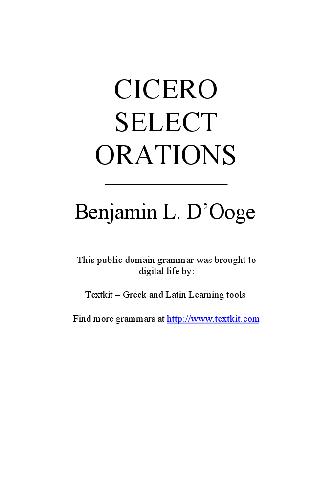 CICERO
SELECT
ORATIONS
Benjamin L. D’Ooge
This public domain grammar was brought to
digital life by:
Textkit – Greek and Latin Learning tools
Find more grammars at http://www.textkit.com